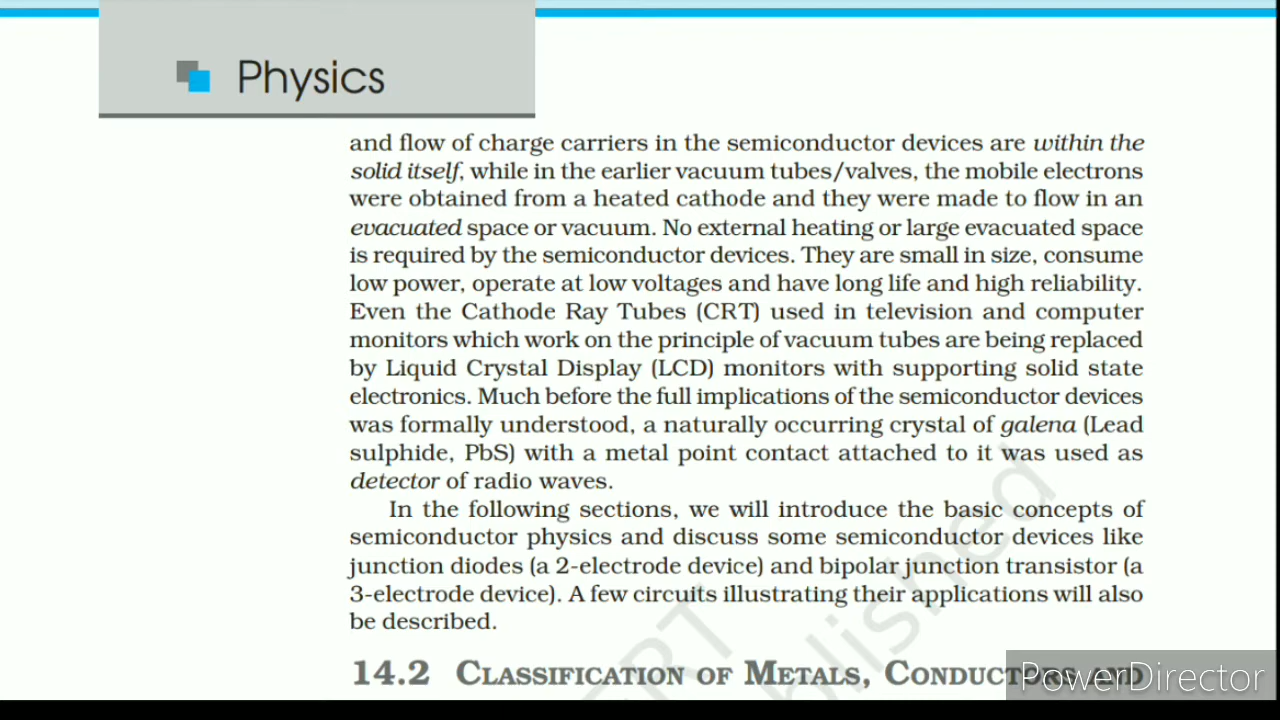 Physics
and flow of charge carriers in the semiconductor devices are within the
solid itself, while in the earlier vacuum tubes/valves, the mobile electrons
were obtained from a heated cathode and they were made to flow in an
evacuated space or vacuum. No external heating or large evacuated space
is required by the semiconductor devices. They are small in size, consume
low power, operate at low voltages and have long life and high reliability.
Even the Cathode Ray Tubes (CRT) used in television and computer
monitors which work on the principle of vacuum tubes are being replaced
by Liquid Crystal Display (LCD) monitors with supporting solid state
electronics. Much before the full implications of the semiconductor devices
was formally understood, a naturally occurring crystal of galena (Lead
sulphide, PbS) with a metal point contact attached to it was used as
detector of radio waves.
In the following sections, we will introduce the basic concepts of
semiconductor physics and discuss some semiconductor devices like
junction diodes (a 2-electrode device) and bipolar junction transistor (a
3-electrode device). A few circuits illustrating their applications will also
be described.
14.2 CLASSIFICATION OF METALS, CONDUCTORS AND
PowerDirector